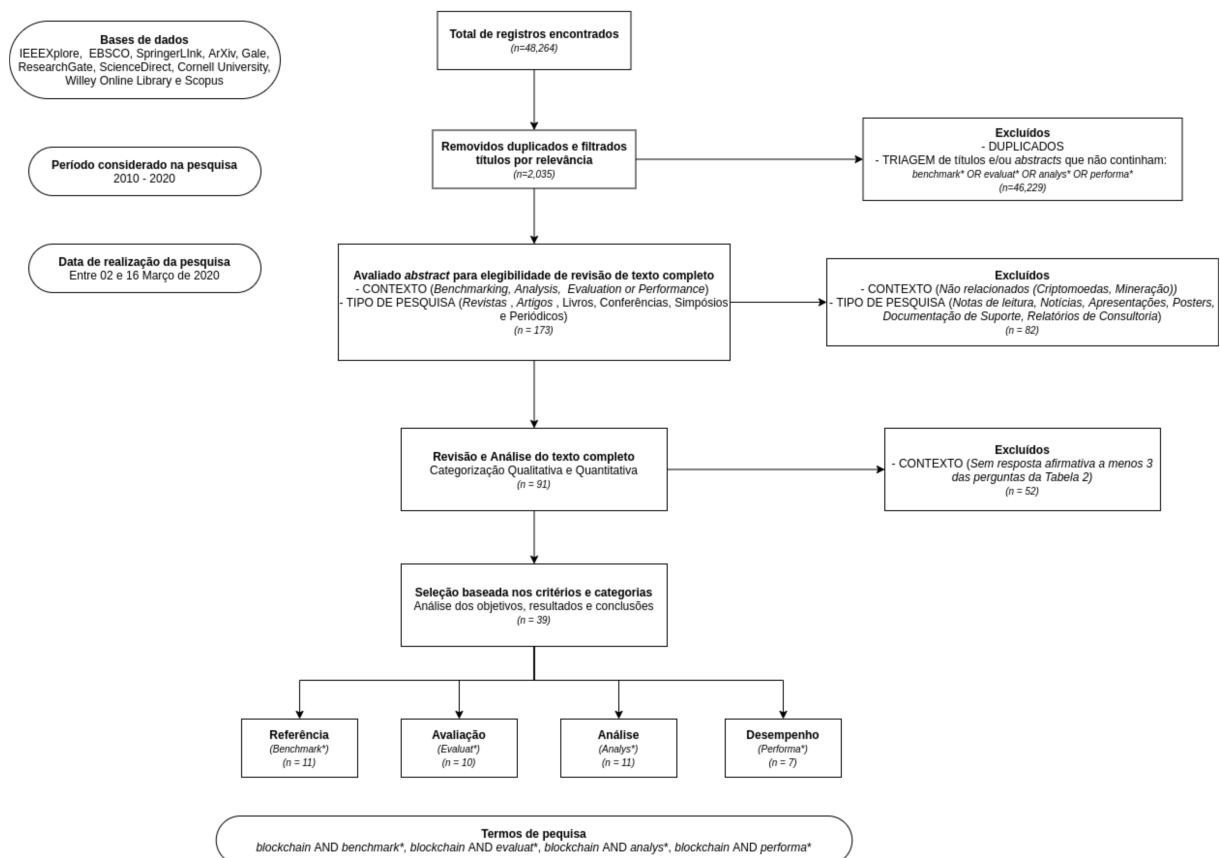 Bases de dados
IEEEXplore, EBSCO, SpringerLInk, ArXiv, Gale,
ResearchGate, ScienceDirect, Cornell University,
Willey Online Library e Scopus
Período considerado na pesquisa
2010 - 2020
Data de realização da pesquisa
Entre 02 e 16 Março de 2020
Total de registros encontrados
(n=48,264)
Removidos duplicados e filtrados
títulos por relevância
(n=2,035)
Excluídos
- DUPLICADOS
- TRIAGEM de títulos e/ou abstracts que não continham:
benchmark* OR evaluat* OR analys* OR performa*
(n=46,229)
Avaliado abstract para elegibilidade de revisão de texto completo
- CONTEXTO (Benchmarking, Analysis, Evaluation or Performance)
- TIPO DE PESQUISA (Revistas , Artigos , Livros, Conferências, Simpósios
e Periódicos)
(n = 173)
Excluídos
- CONTEXTO (Não relacionados (Criptomoedas, Mineração))
- TIPO DE PESQUISA (Notas de leitura, Notícias, Apresentações, Posters,
Documentação de Suporte, Relatórios de Consultoria)
(n = 82)
Revisão e Análise do texto completo
Categorização Qualitativa e Quantitativa
(n = 91)
Excluídos
- CONTEXTO (Sem resposta afirmativa a menos 3
das perguntas da Tabela 2)
(n = 52)
Seleção baseada nos critérios e categorias
Análise dos objetivos, resultados e conclusões
(n = 39)
Referência
(Benchmark*)
(n = 11)
Avaliação
(Evaluat*)
(n = 10)
Análise
(Analys*)
(n = 11)
Desempenho
(Performa*)
(n = 7)
Termos de pequisa
blockchain AND benchmark*, blockchain AND evaluat*, blockchain AND analys*, blockchain AND performa*